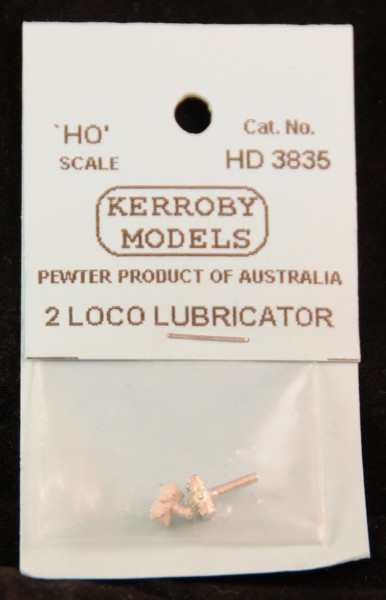 'HO'
SCALE
Cat. No.
HD 3835
KERROBY
MODELS
PEWTER PRODUCT OF AUSTRALIA
2 LOCO LUBRICATOR